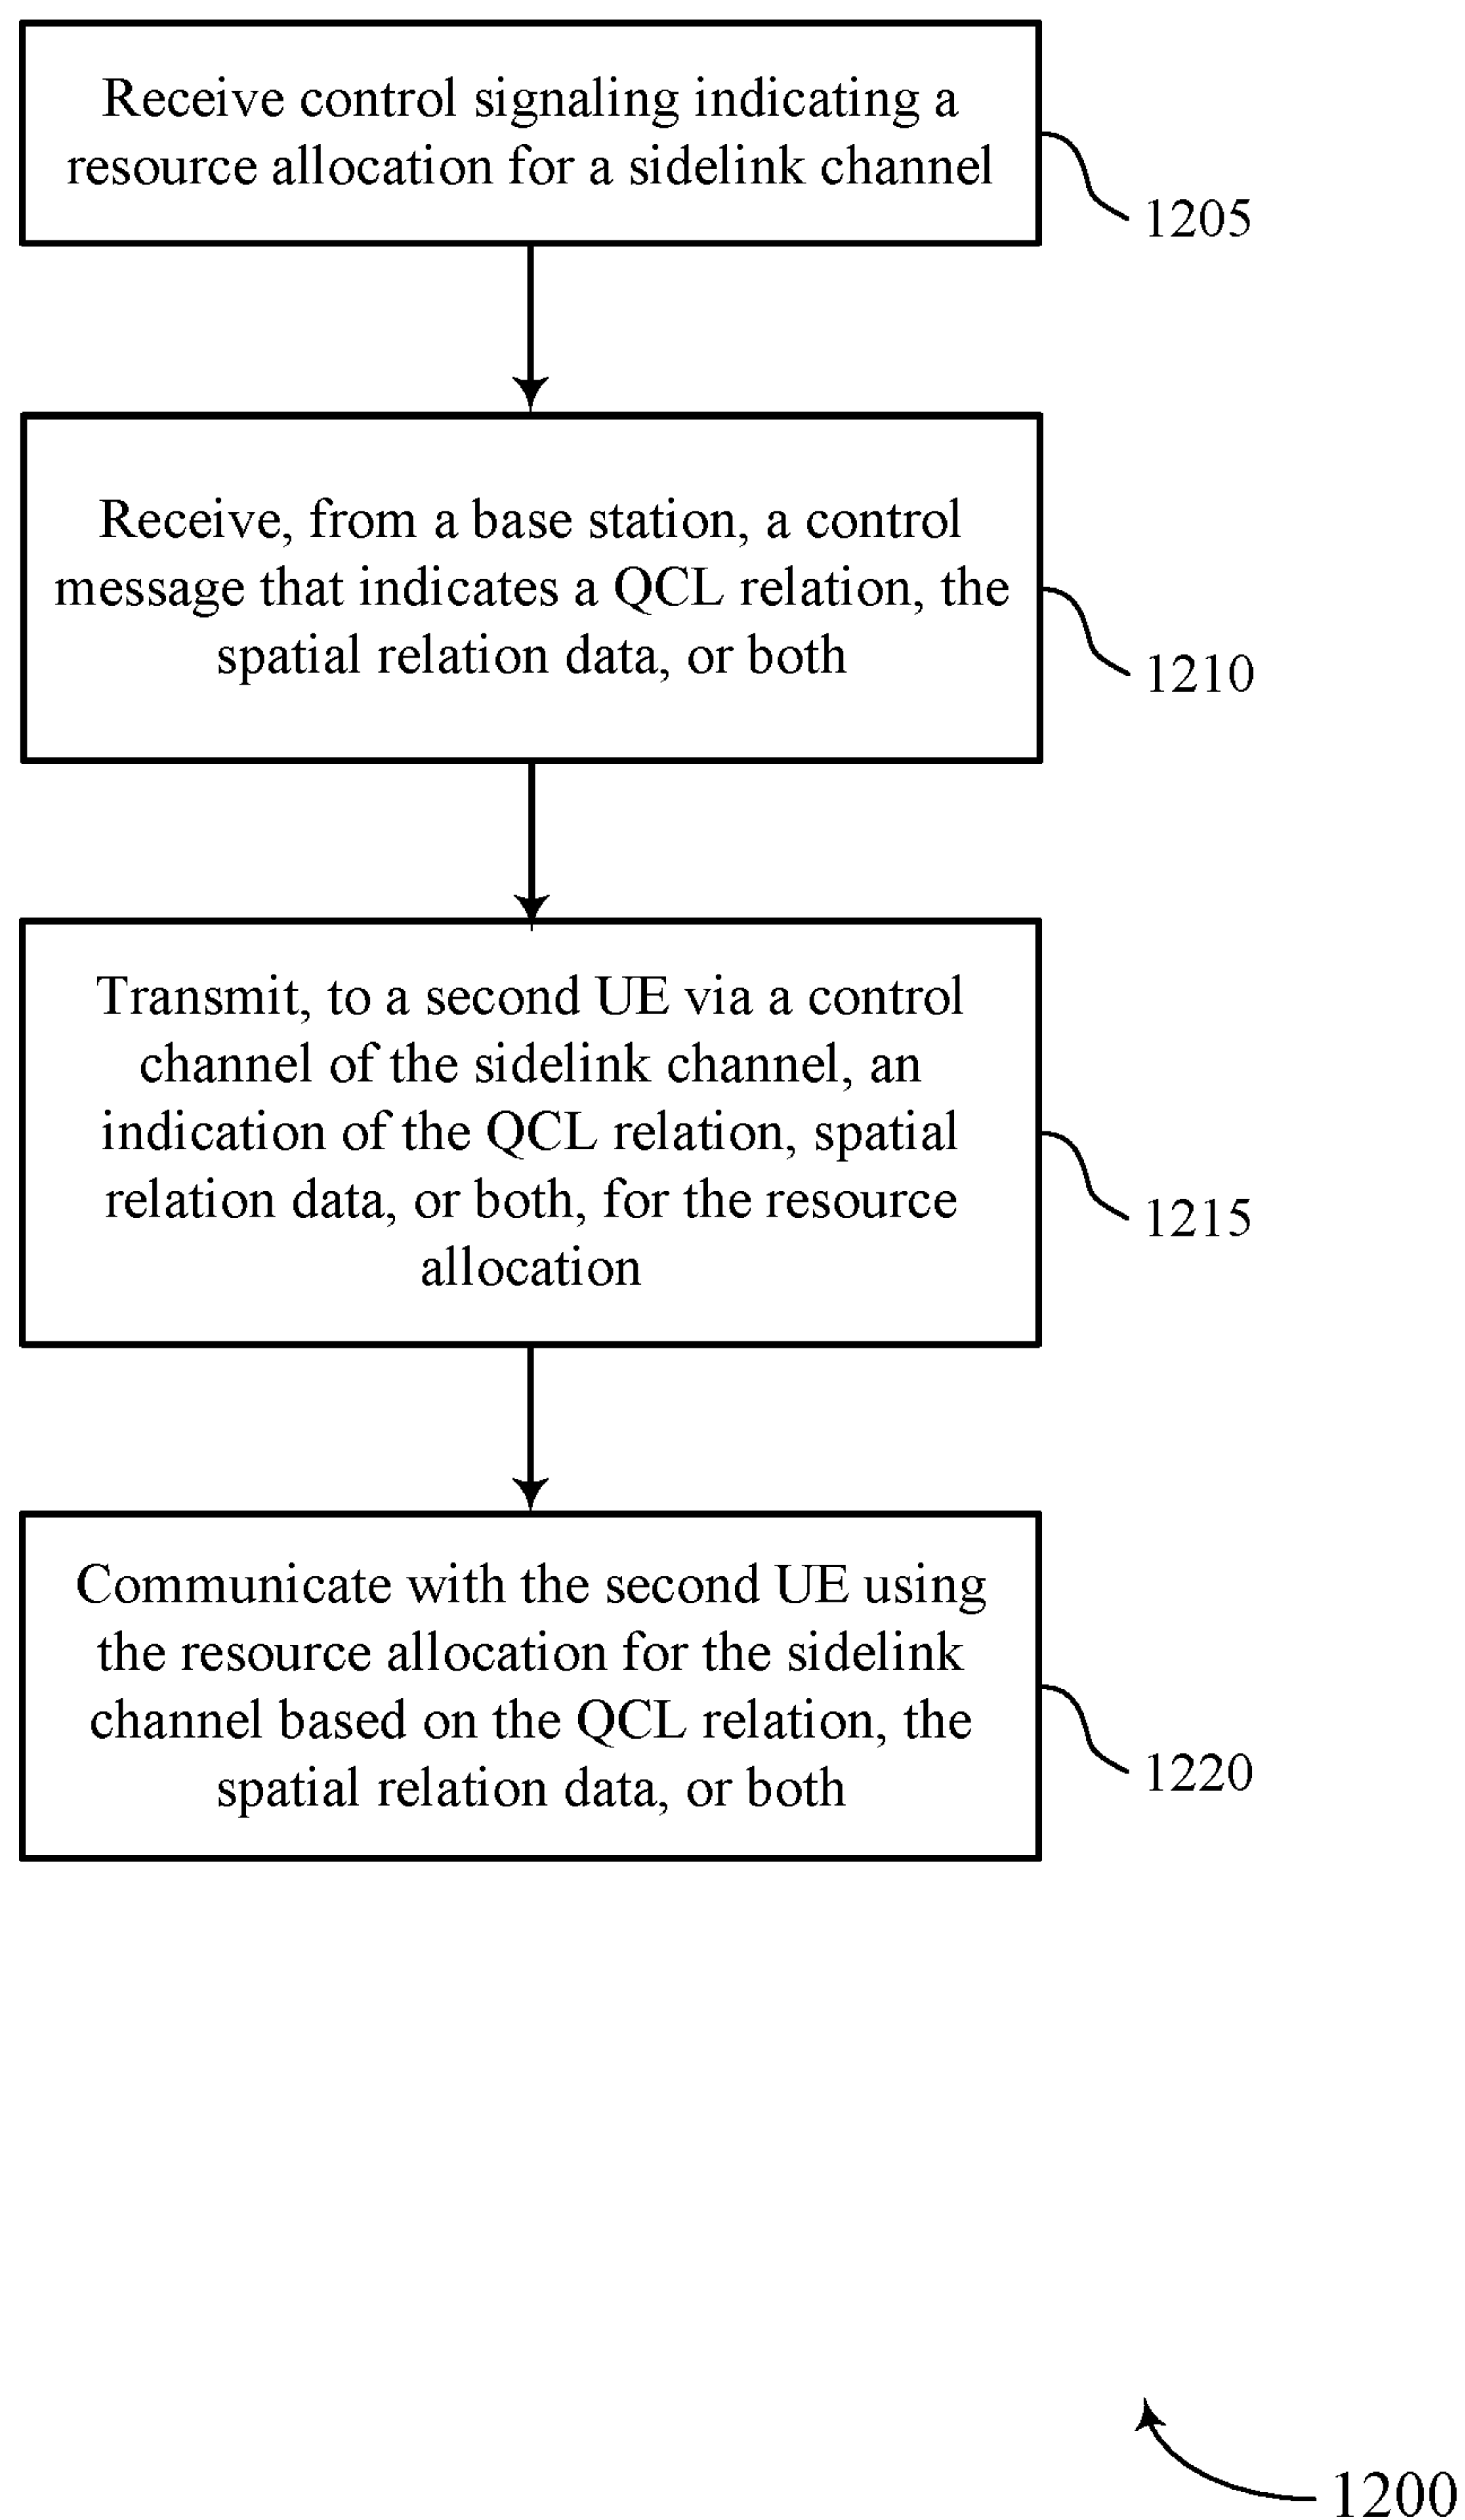 Receive control signaling indicating a
resource allocation for a sidelink channel
1205
Receive, from a base station, a control
message that indicates a QCL relation, the
spatial relation data, or both
1210
Transmit, to a second UE via a control
channel of the sidelink channel, an
indication of the QCL relation, spatial
relation data, or both, for the resource
allocation
1215
Communicate with the second UE using
the resource allocation for the sidelink
channel based on the QCL relation, the
spatial relation data, or both
1220
1200